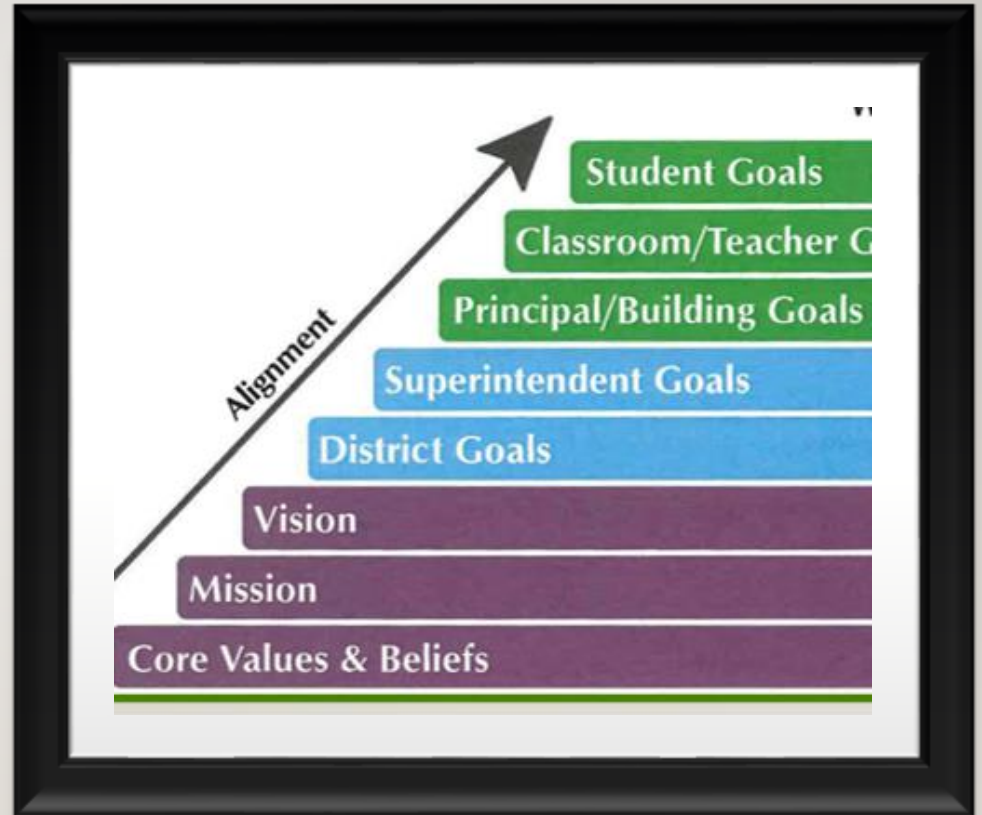 Student Goals
Classroom/Teacher G
Principal/Building Goals
Superintendent Goals
Alignment
District Goals
Vision
Mission
Core Values & Beliefs